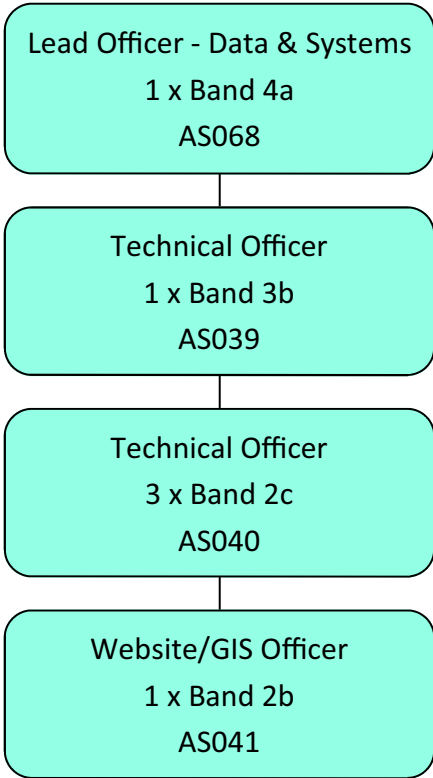 Lead Officer - Data & Systems
1 x Band 4a
AS068
Technical Officer
1 x Band 3b
AS039
Technical Officer
3 x Band 2c
AS040
Website/GIS Officer
1 x Band 2b
AS041